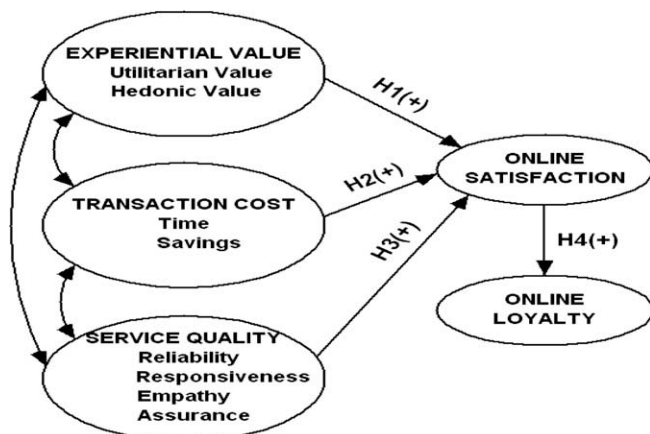 EXPERIENTIAL VALUE
Utilitarian Value
Hedonic Value
H1(+)
ONLINE
SATISFACTION
H2(+)
TRANSACTION COST
Time
Savings
H3(+)
H4(+)
ONLINE
LOYALTY
SERVICE QUALITY
Reliability
Responsiveness
Empathy
Assurance